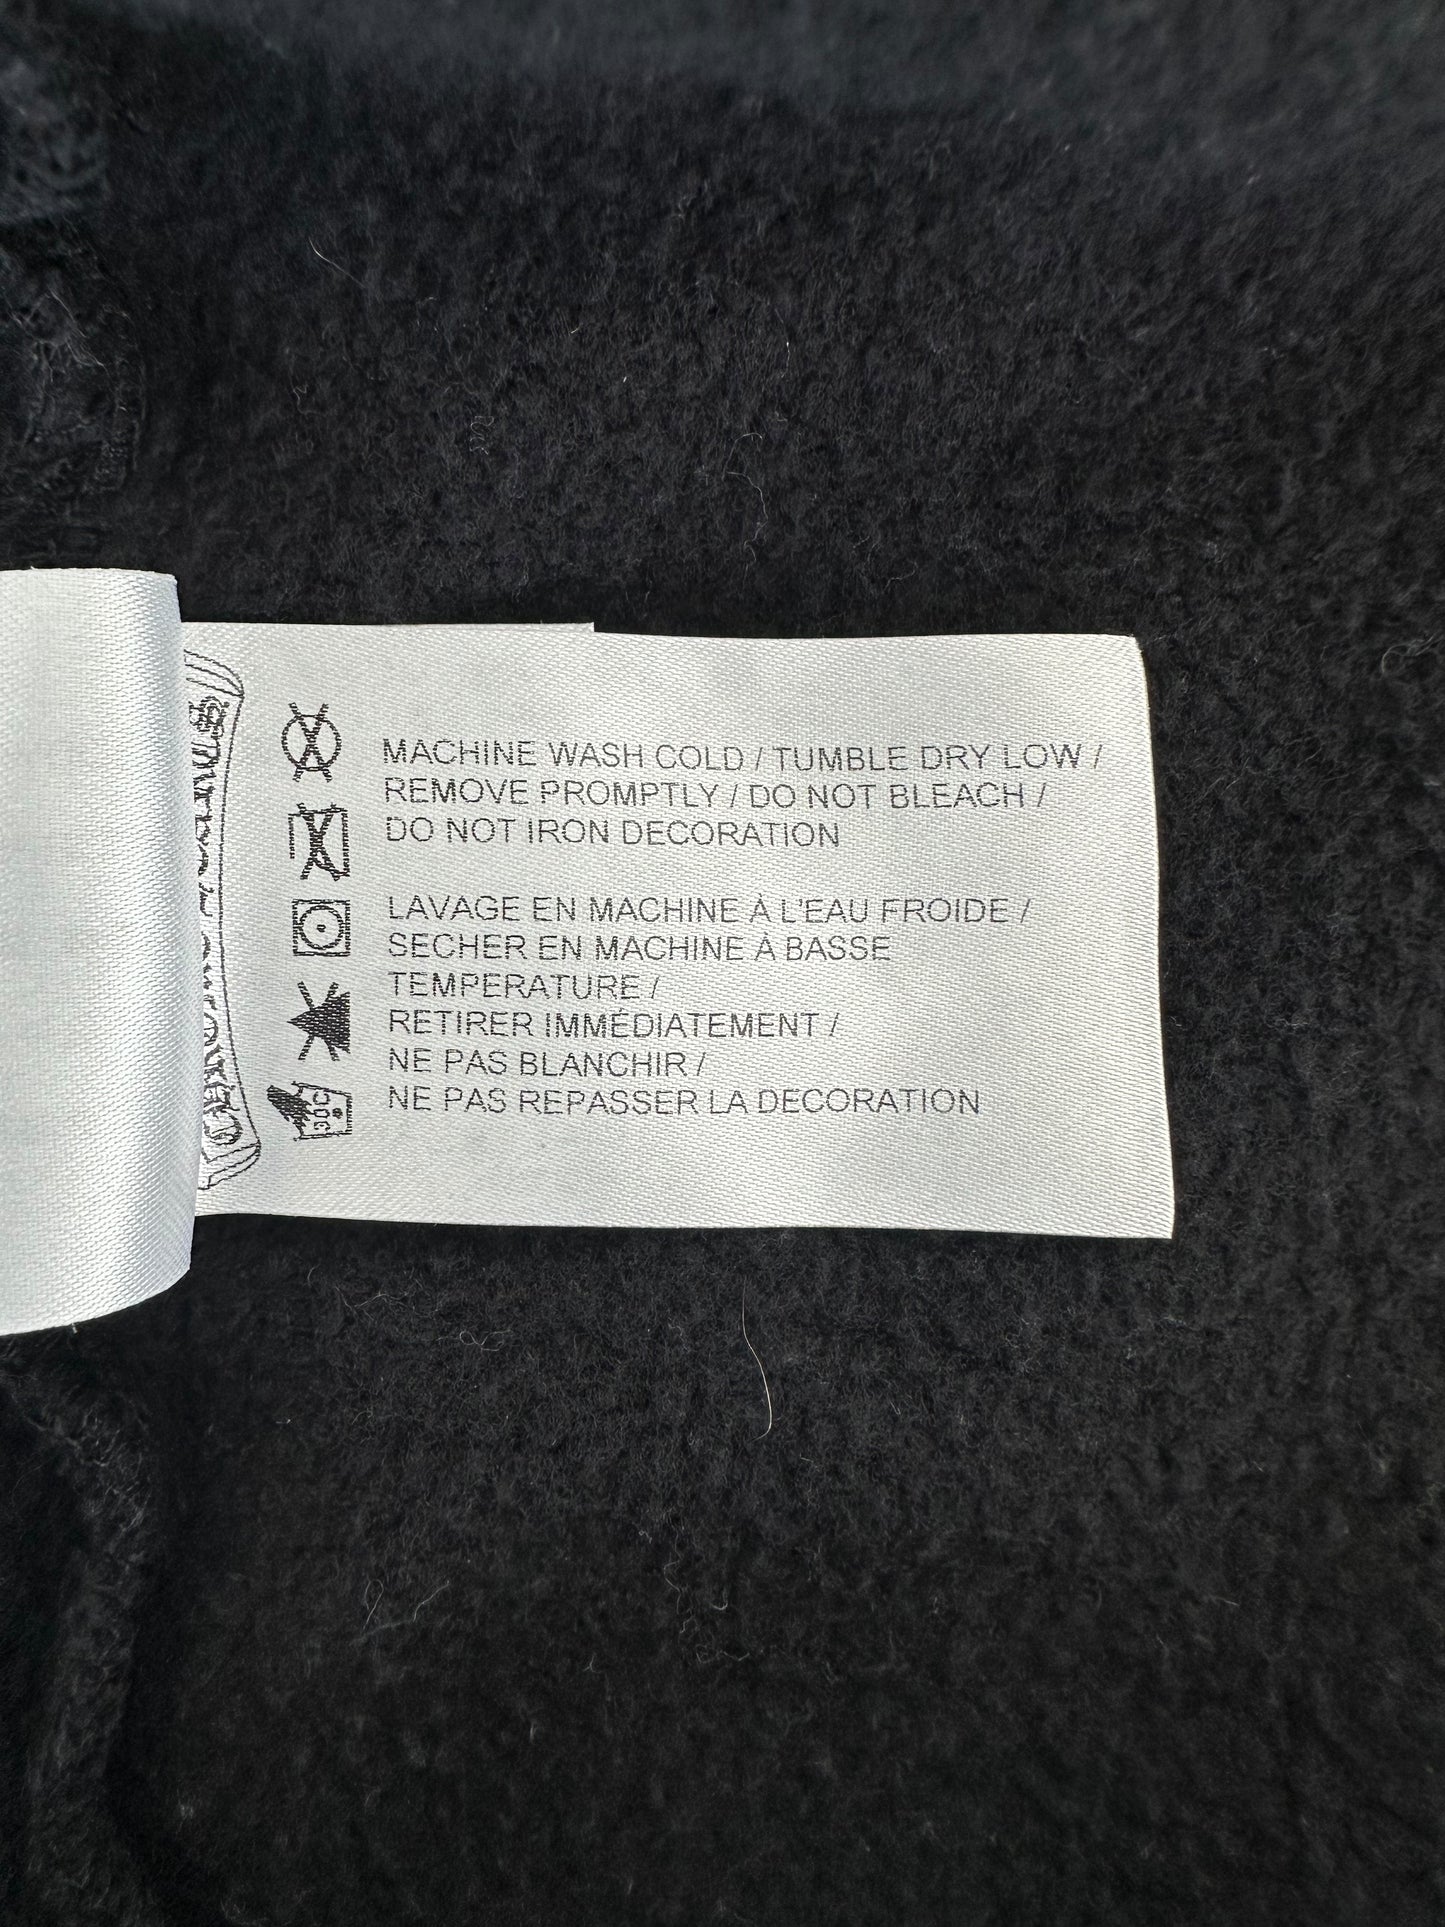 MACHINE WASH COLD / TUMBLE DRY LOW /
REMOVE PROMPTLY / DO NOT BLEACH /
DO NOT IRON DECORATION
LAVAGE EN MACHINE À L'EAU FROIDE /
SECHER EN MACHINE À BASSE
TEMPERATURE /
RETIRER IMMÉDIATEMENT /
NE PAS BLANCHIR /
NE PAS REPASSER LA DECORATION